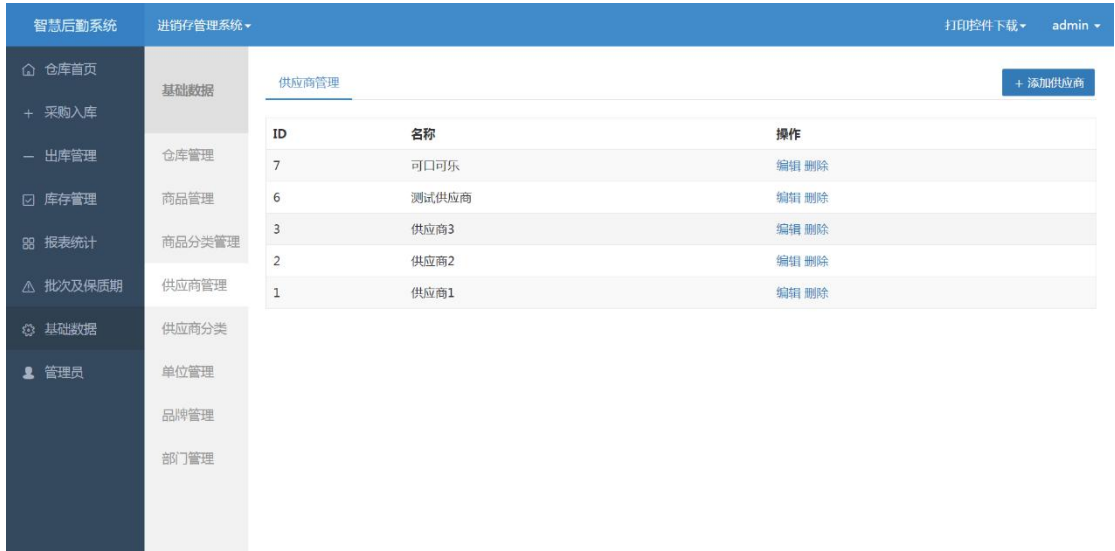 智慧后勤系统 进销存管理系统 打印控件下载 admin
仓库首页
采购入库
出库管理
库存管理
报表统计
批次及保质期
基础数据
管理员
基础数据
仓库管理
商品管理
商品分类管理
供应商管理
供应商分类
单位管理
品牌管理
部门管理
供应商管理 + 添加供应商
ID 名称 操作
7 可口可乐 编辑 删除
6 测试供应商 编辑 删除
3 供应商3 编辑 删除
2 供应商2 编辑 删除
1 供应商1 编辑 删除